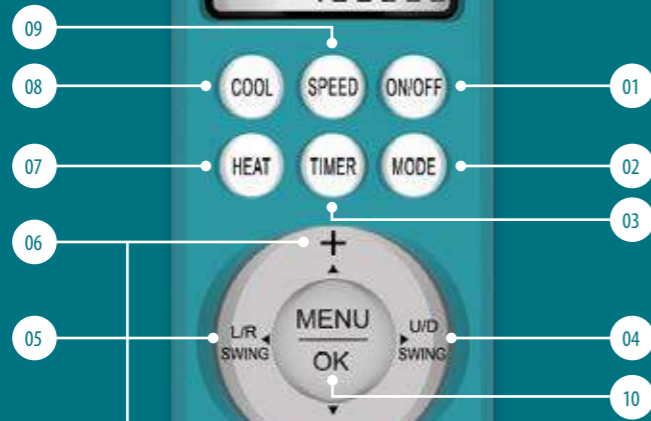 09
08 COOL SPEED ON/OFF 01
07 HEAT TIMER MODE 02
03
06 +
MENU
05 L/R U/D 04
SWING SWING
OK
10